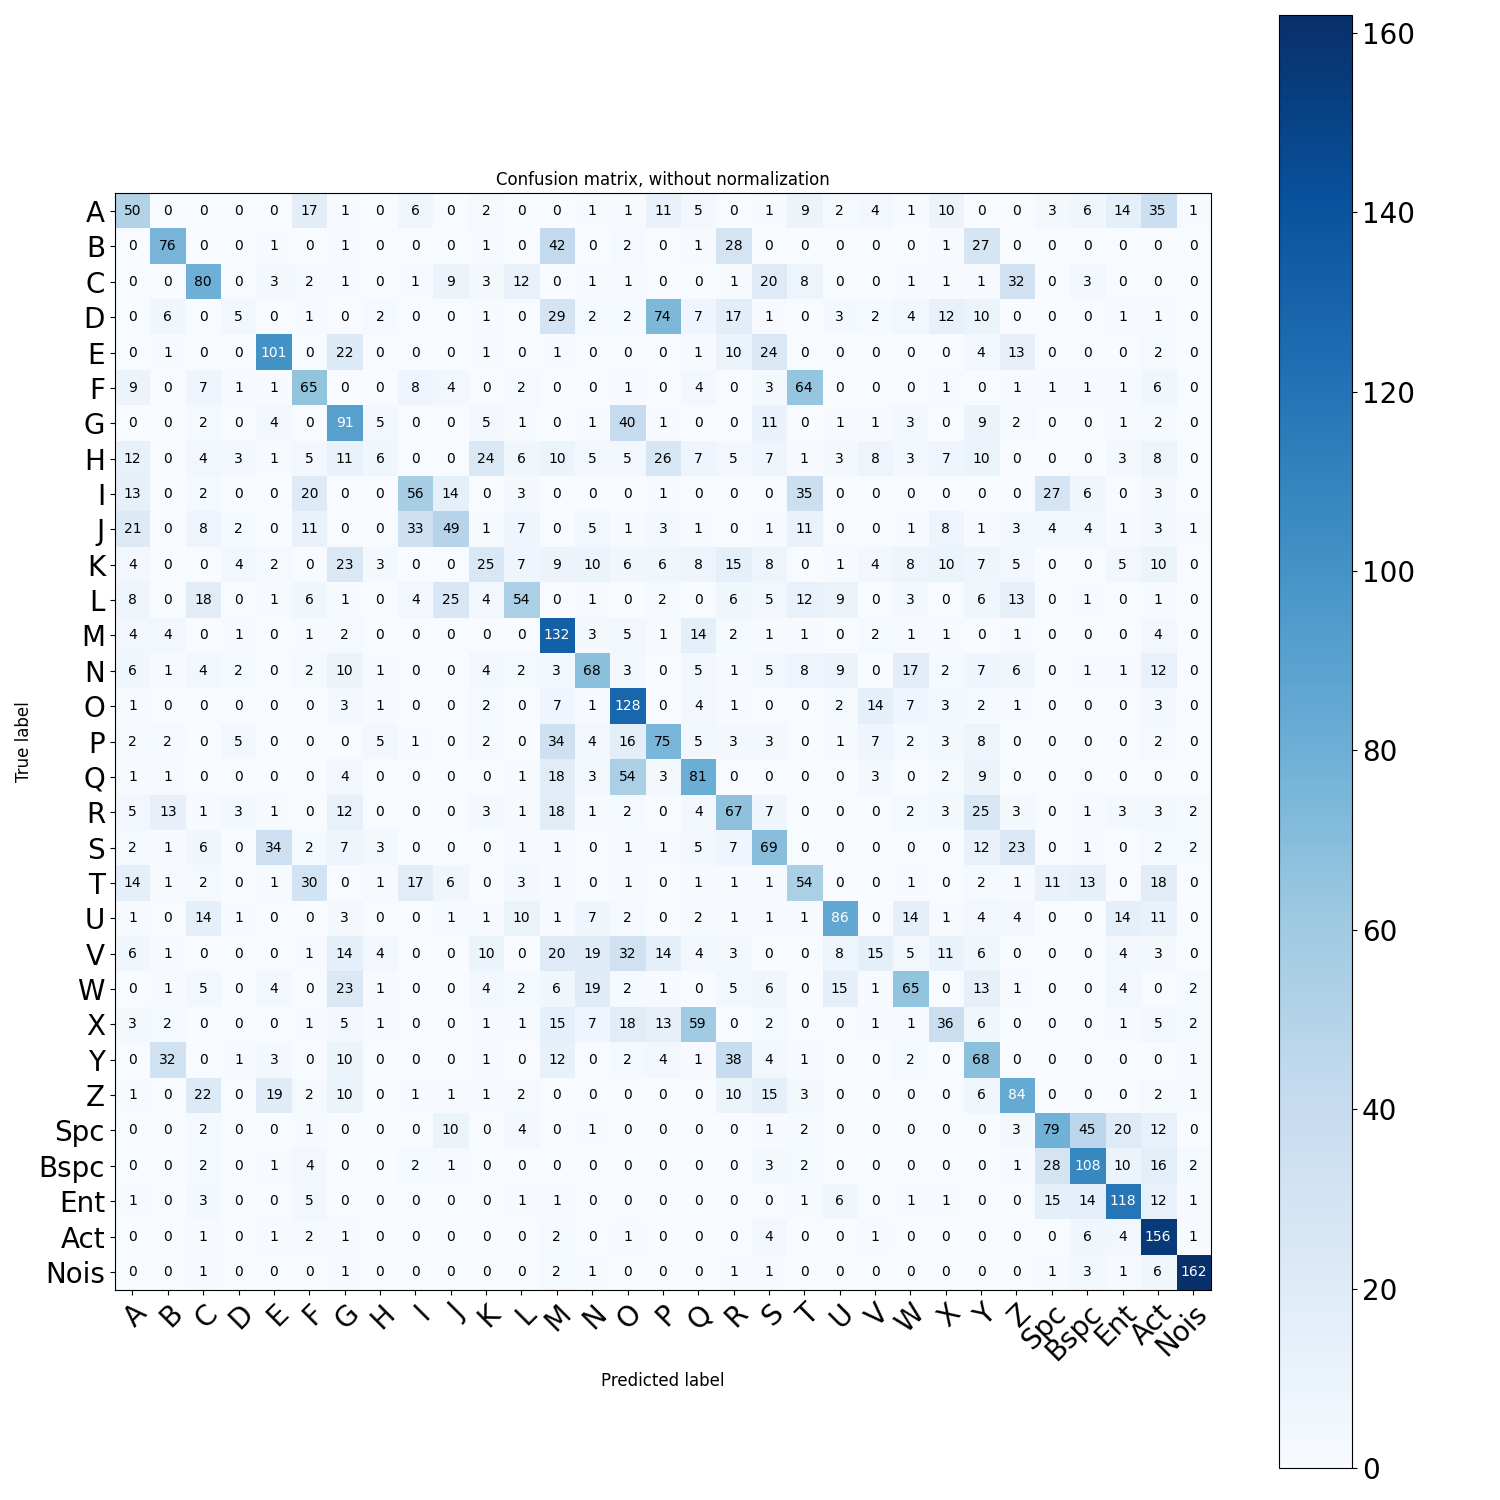 Confusion matrix, without normalization
A 50 0 0 0 0 17 1 0 6 0 2 0 0 1 1 11 5 0 1 9 2 4 1 10 0 0 3 6 14 35 1
B 0 76 0 0 1 0 1 0 0 0 1 0 42 0 2 0 1 28 0 0 0 0 0 1 27 0 0 0 0 0 0
C 0 0 80 0 3 2 1 0 1 9 3 12 0 1 1 0 0 1 20 8 0 0 1 1 1 32 0 3 0 0 0
D 0 6 0 5 0 1 0 2 0 0 1 0 29 2 2 74 7 17 1 0 3 2 4 12 10 0 0 0 1 1 0
E 0 1 0 0 101 0 22 0 0 0 1 0 1 0 0 0 1 10 24 0 0 0 0 0 4 13 0 0 0 2 0
F 9 0 7 1 1 65 0 0 8 4 0 2 0 0 1 0 4 0 3 64 0 0 0 1 0 1 1 1 1 6 0
G 0 0 2 0 4 0 91 5 0 0 5 1 0 1 40 1 0 0 11 0 1 1 3 0 9 2 0 0 1 2 0
H 12 0 4 3 1 5 11 6 0 0 24 6 10 5 5 26 7 5 7 1 3 8 3 7 10 0 0 0 3 8 0
I 13 0 2 0 0 20 0 0 56 14 0 3 0 0 0 1 0 0 0 35 0 0 0 0 0 0 27 6 0 3 0
J 21 0 8 2 0 11 0 0 33 49 1 7 0 5 1 3 1 0 1 11 0 0 1 8 1 3 4 4 1 3 1
K 4 0 0 4 2 0 23 3 0 0 25 7 9 10 6 6 8 15 8 0 1 4 8 10 7 5 0 0 5 10 0
L 8 0 18 0 1 6 1 0 4 25 4 54 0 1 0 2 0 6 5 12 9 0 3 0 6 13 0 1 0 1 0
M 4 4 0 1 0 1 2 0 0 0 0 0 132 3 5 1 14 2 1 1 0 2 1 1 0 1 0 0 0 4 0
N 6 1 4 2 0 2 10 1 0 0 4 2 3 68 3 0 5 1 5 8 9 0 17 2 7 6 0 1 1 12 0
O 1 0 0 0 0 0 3 1 0 0 2 0 7 1 128 0 4 1 0 0 2 14 7 3 2 1 0 0 0 3 0
P 2 2 0 5 0 0 0 5 1 0 2 0 34 4 16 75 5 3 3 0 1 7 2 3 8 0 0 0 0 2 0
Q 1 1 0 0 0 0 4 0 0 0 0 1 18 3 54 3 81 0 0 0 0 3 0 2 9 0 0 0 0 0 0
R 5 13 1 3 1 0 12 0 0 0 3 1 18 1 2 0 4 67 7 0 0 0 2 3 25 3 0 1 3 3 2
S 2 1 6 0 34 2 7 3 0 0 0 1 1 0 1 1 5 7 69 0 0 0 0 0 12 23 0 1 0 2 2
T 14 1 2 0 1 30 0 1 17 6 0 3 1 0 1 0 1 1 1 54 0 0 1 0 2 1 11 13 0 18 0
U 1 0 14 1 0 0 3 0 0 1 1 10 1 7 2 0 2 1 1 1 86 0 14 1 4 4 0 0 14 11 0
V 6 1 0 0 0 1 14 4 0 0 10 0 20 19 32 14 4 3 0 0 8 15 5 11 6 0 0 0 4 3 0
W 0 1 5 0 4 0 23 1 0 0 4 2 6 19 2 1 0 5 6 0 15 1 65 0 13 1 0 0 4 0 2
X 3 2 0 0 0 1 5 1 0 0 1 1 15 7 18 13 59 0 2 0 0 1 1 36 6 0 0 0 1 5 2
Y 0 32 0 1 3 0 10 0 0 0 1 0 12 0 2 4 1 38 4 1 0 0 2 0 68 0 0 0 0 0 1
Z 1 0 22 0 19 2 10 0 1 1 1 2 0 0 0 0 0 10 15 3 0 0 0 0 6 84 0 0 0 2 1
Spc 0 0 2 0 0 1 0 0 0 10 0 4 0 1 0 0 0 0 1 2 0 0 0 0 0 3 79 45 20 12 0
Bspc 0 0 2 0 1 4 0 0 2 1 0 0 0 0 0 0 0 0 3 2 0 0 0 0 0 1 28 108 10 16 2
Ent 1 0 3 0 0 5 0 0 0 0 0 1 1 0 0 0 0 0 0 1 6 0 1 1 0 0 15 14 118 12 1
Act 0 0 1 0 1 2 1 0 0 0 0 0 2 0 1 0 0 0 4 0 0 1 0 0 0 0 0 6 4 156 1
Nois 0 0 1 0 0 0 1 0 0 0 0 0 2 1 0 0 0 1 1 0 0 0 0 0 0 0 1 3 1 6 162
A B C D E F G H I J K L M N O P Q R S T U V W X Y Z Spc Bspc Ent Act Nois
True label
Predicted label
160
140
120
100
80
60
40
20
0